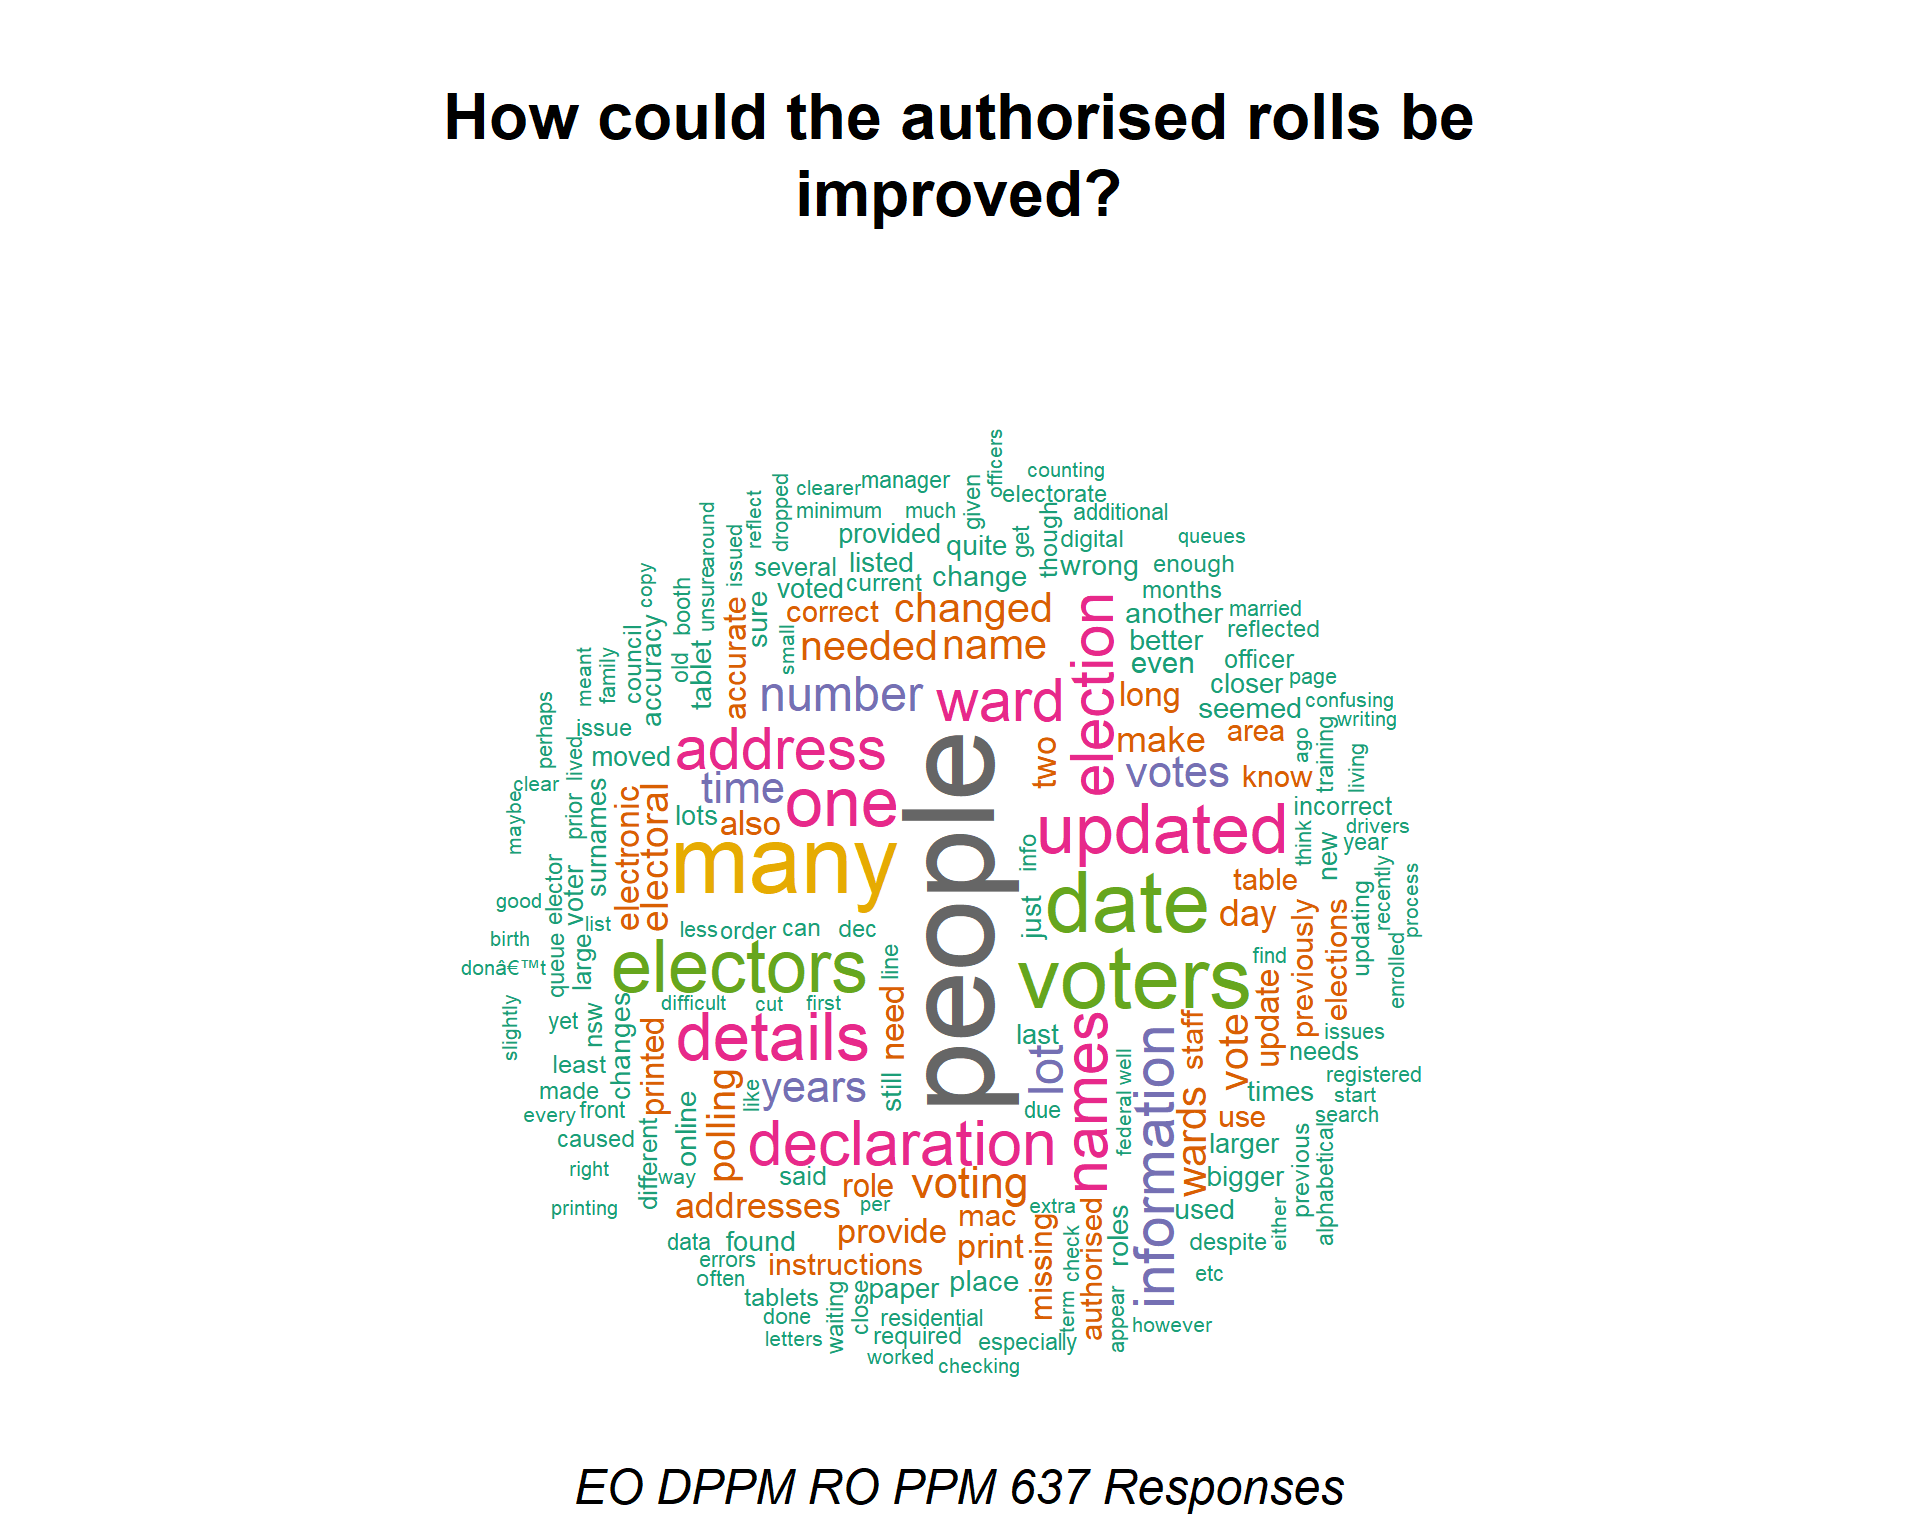 How could the authorised rolls be
improved?
officers
counting
clearer
manager
electorate
dropped
given
minimum
much
additional
reflect
around
provided
quite
get
though
digital
queues
issued
several
listed
wrong
enough
copy
unsure
voted
current
change
months
booth
accurate
sure
correct
changed
election
another
married
council
accuracy
small
needed
name
better
reflected
meant
family
old
tablet
even
officer
number
ward
long
closer
page
perhaps
issue
seemed
confusing
writing
address
two
make
area
moved
lived
people
ago
training
living
clear
time
one
votes
know
maybe
prior
surnames
electronic
electoral
lots
also
updated
incorrect
many
info
think
new
drivers
year
elector
voter
date
table
recently
process
good
list
just
day
previously
elections
updating
birth
less
order
can
dec
donâ€™t
queue
large
electors
line
voters
find
enrolled
difficult
cut
first
slightly
yet
nsw
changes
printed
details
need
last
names
information
staff
vote
update
issues
least
needs
lot
made
years
still
like
well
federal
wards
times
registered
start
every
front
polling
due
use
search
caused
different
online
declaration
larger
previous
alphabetical
right
way
said
role
voting
bigger
printing
addresses
per
extra
used
mac
provide
missing
check
authorised
roles
either
data
found
print
despite
errors
often
instructions
paper
place
etc
tablets
waiting
close
term
appear
done
residential
however
letters
required
especially
worked
checking
EO DPPM RO PPM 637 Responses